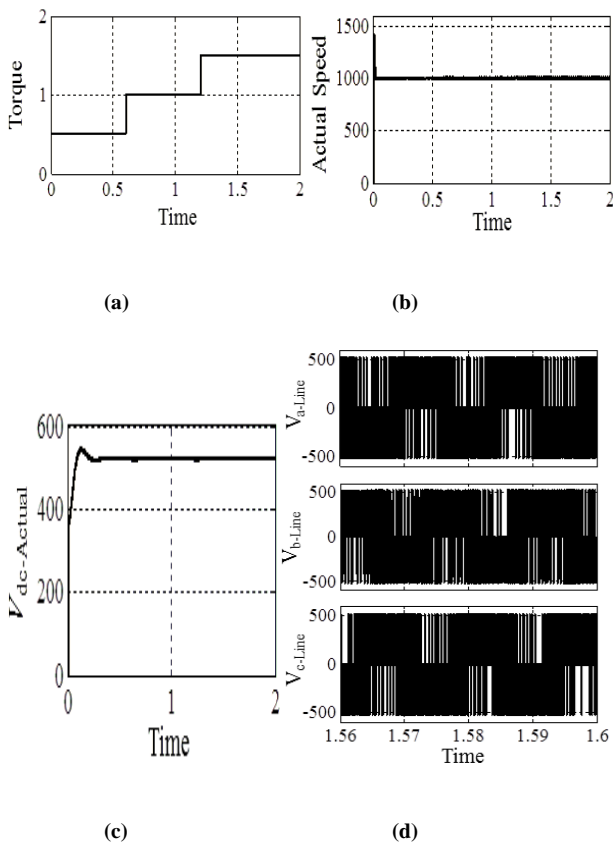 2
1
0
Torque
0 0.5 1 1.5 2
Time
1500
1000
500
0
Actual Speed
0 0.5 1 1.5 2
Time
(a)
(b)
600
400
200
0
V dc-Actual
0 1 2
Time
500
0
-500
Va-Line
500
0
-500
Vb-Line
500
0
-500
Vc-Line
1.56 1.57 1.58 1.59 1.6
Time
(c)
(d)